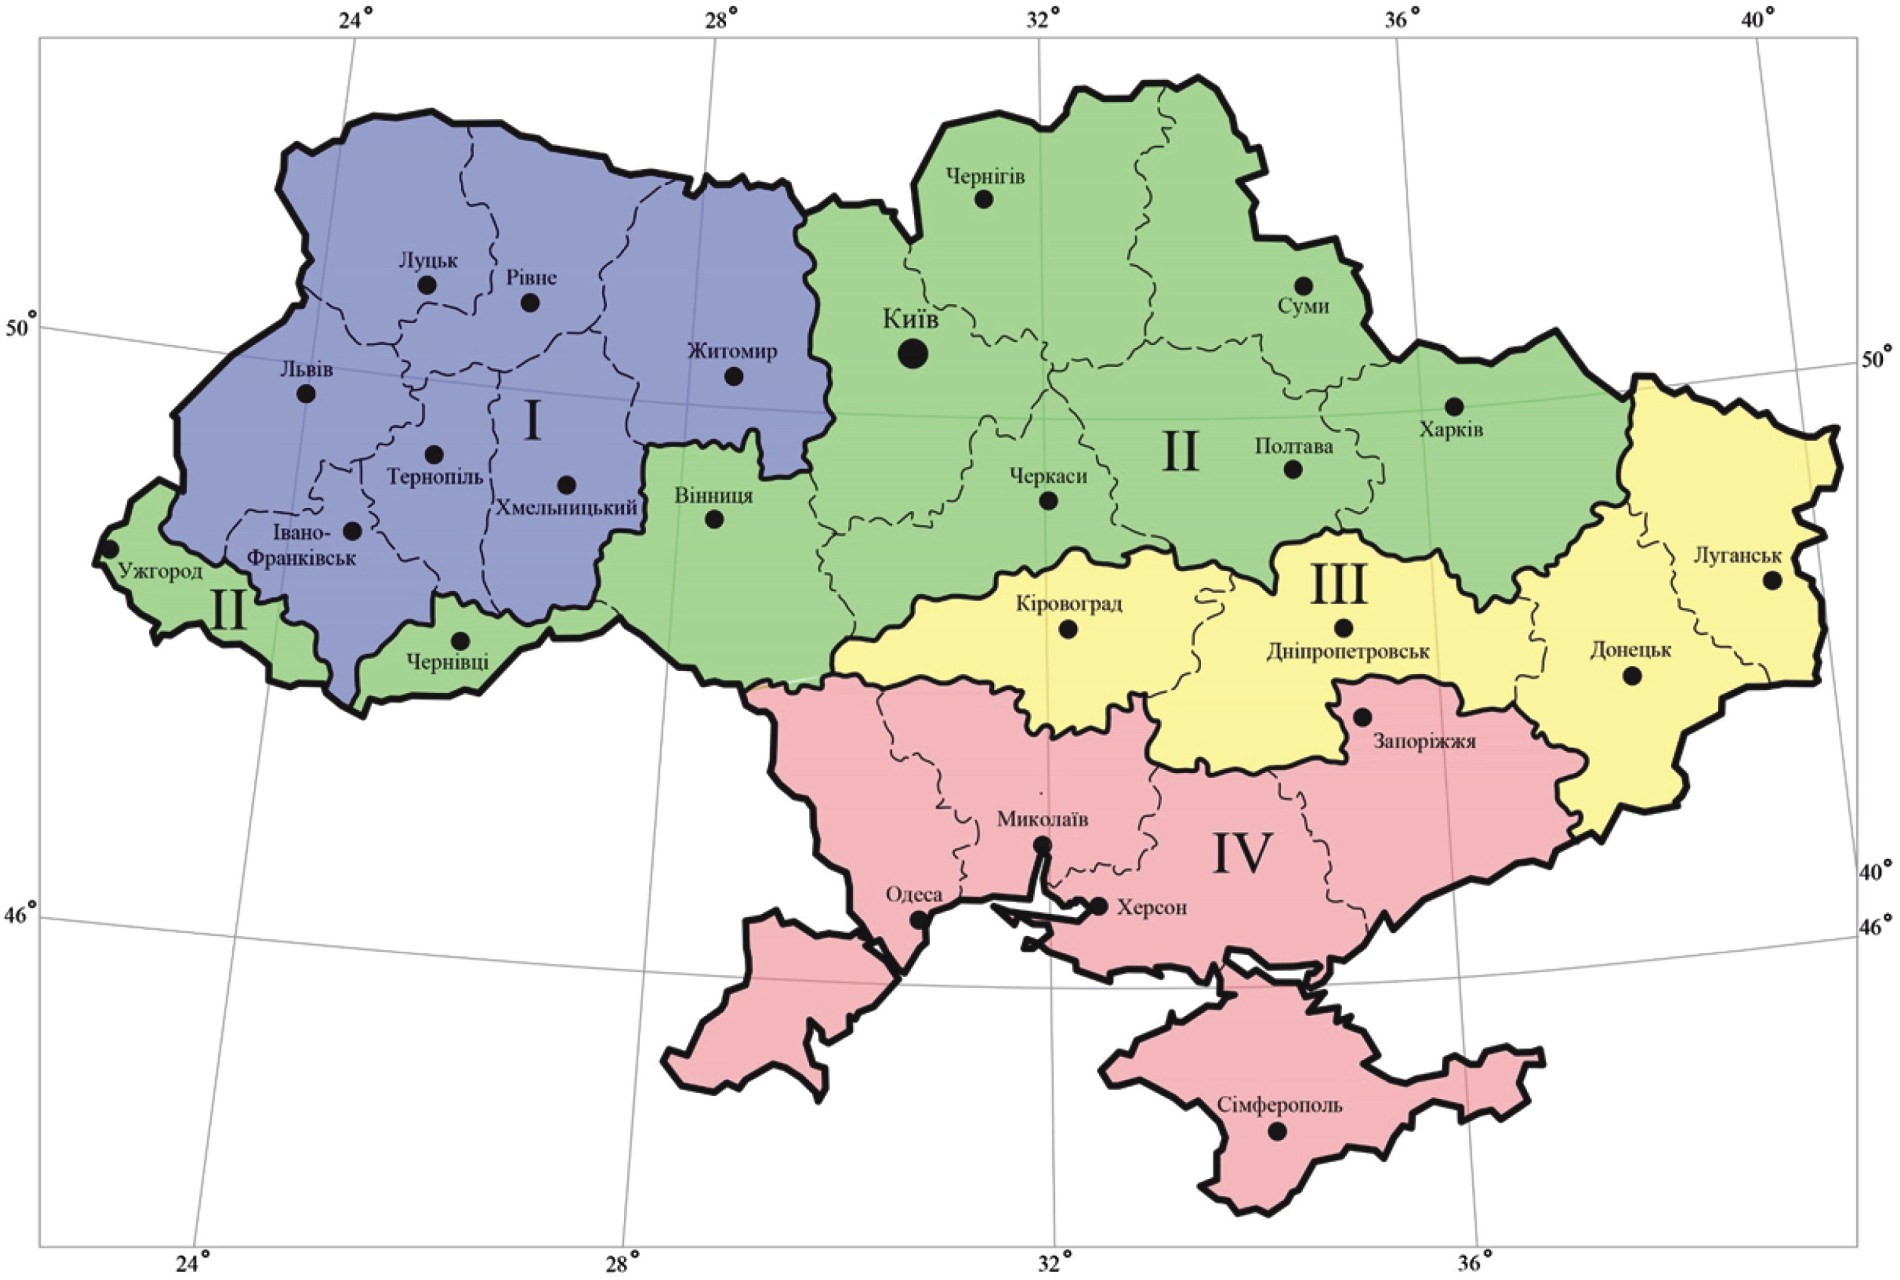 24°
28°
32°
36°
40°
Чернігів
Луцьк
Рівне
Суми
Київ
50°
Житомир
50°
Львів
I
Харків
II
Полтава
Тернопіль
Черкаси
Вінниця
Хмельницький
Івано-
Франківськ
Луганськ
Ужгород
III
II
Кіровоград
Дніпропетровськ
Донецьк
Чернівці
Запоріжжя
Миколаїв
IV
40°
Одеса
Херсон
46°
46°
Сімферополь
24°
28°
32°
36°